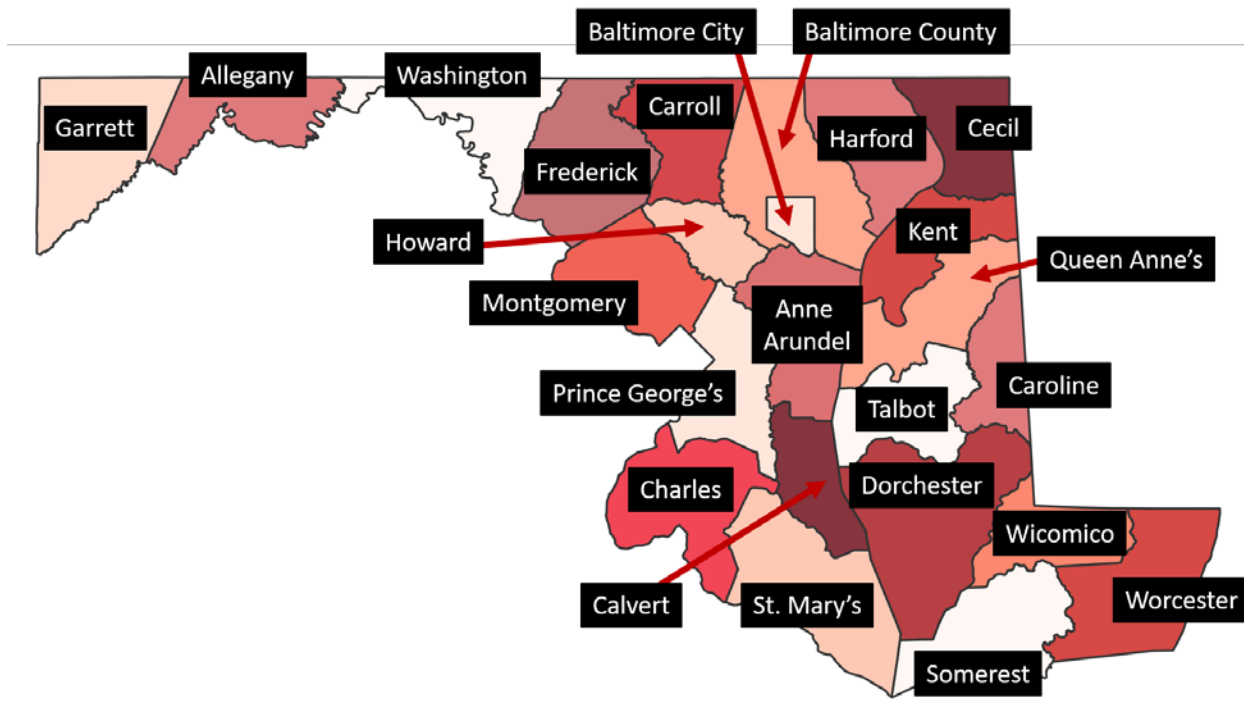 Baltimore City
Baltimore County
Allegany
Washington
Garrett
Carroll
Cecil
Harford
Frederick
Howard
Kent
Queen Anne’s
Montgomery
Anne
Arundel
Prince George’s
Caroline
Talbot
Charles
Dorchester
Wicomico
Calvert
St. Mary’s
Worcester
Somerest